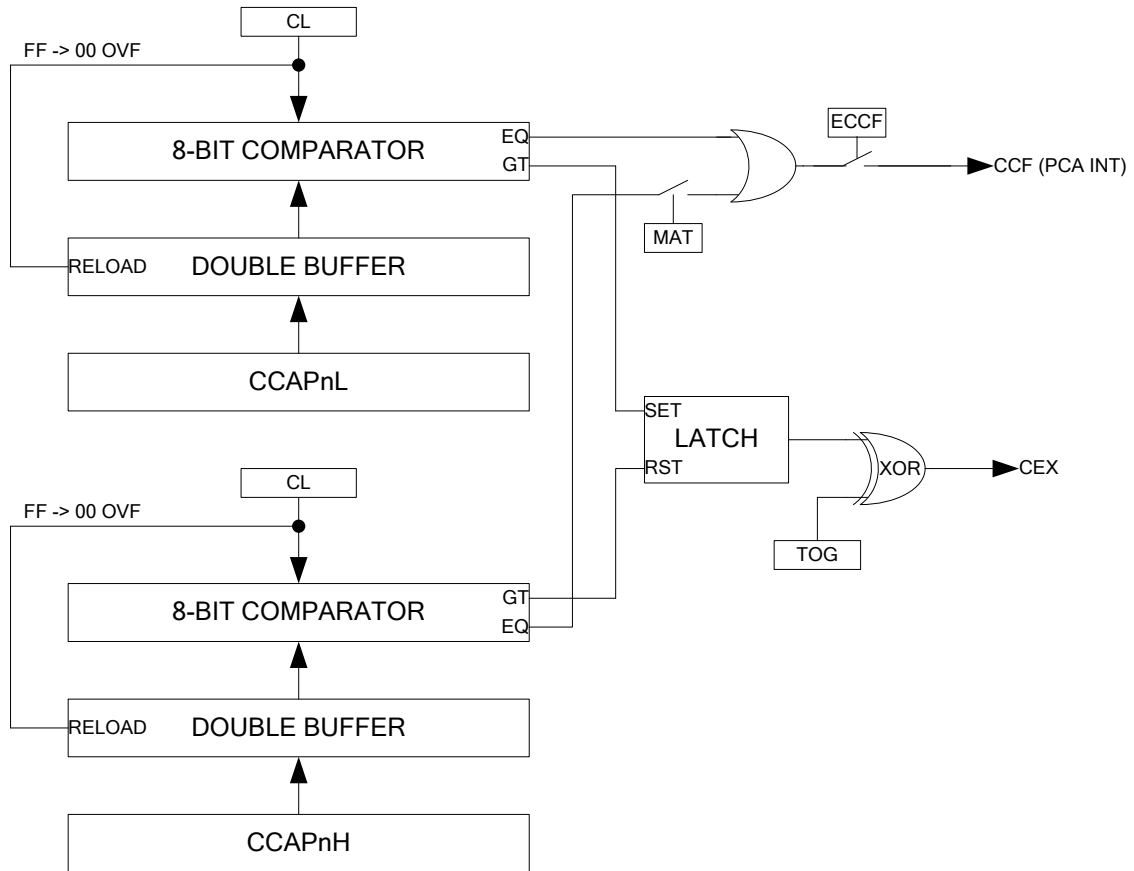 CL
FF -> 00 OVF
8-BIT COMPARATOR
EQ
GT
RELOAD
DOUBLE BUFFER
CCAPnL
ECCF
CCF (PCA INT)
MAT
SET
LATCH
RST
XOR
CEX
TOG
CL
FF -> 00 OVF
8-BIT COMPARATOR
GT
EQ
RELOAD
DOUBLE BUFFER
CCAPnH